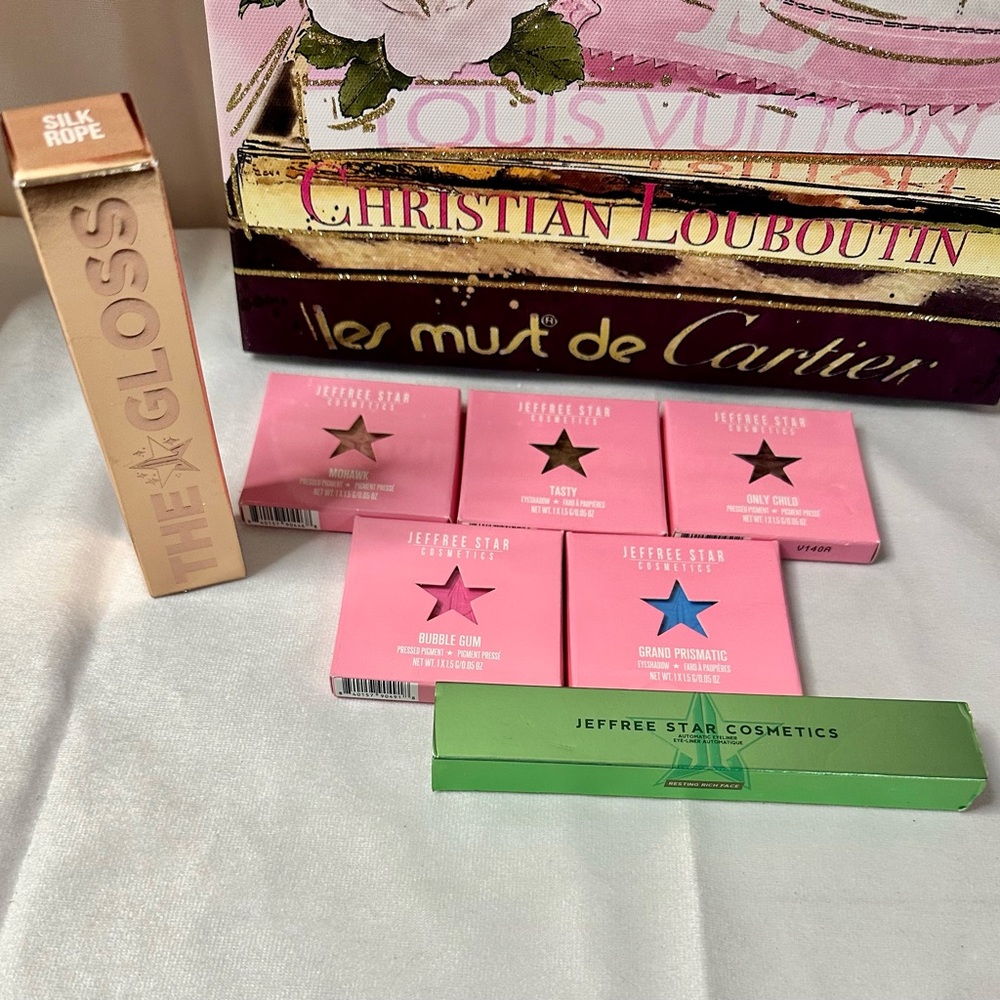 SILK
ROPE
THE GLOSS
LOUIS VUITTON
CHRISTIAN LOUBOUTIN
les must® de Cartier
JEFFREE STAR
COSMETICS
MOHAWK
PRESSED PIGMENT ★ PIGMENT PRESSÉ
NET WT. 1 X 1.5 G/0.05 OZ
JEFFREE STAR
COSMETICS
TASTY
EYESHADOW ★ FARD À PAUPIÈRES
NET WT. 1 X 1.5 G/0.05 OZ
JEFFREE STAR
COSMETICS
ONLY CHILD
PRESSED PIGMENT ★ PIGMENT PRESSÉ
NET WT. 1 X 1.5 G/0.05 OZ
V140A
JEFFREE STAR
COSMETICS
BUBBLE GUM
PRESSED PIGMENT ★ PIGMENT PRESSÉ
NET WT. 1 X 1.5 G/0.05 OZ
JEFFREE STAR
COSMETICS
GRAND PRISMATIC
EYESHADOW ★ FARD À PAUPIÈRES
NET WT. 1 X 1.5 G/0.05 OZ
JEFFREE STAR COSMETICS
AUTOMATIC EYELINER
EYE-LINER AUTOMATIQUE
RESTING RICH FACE